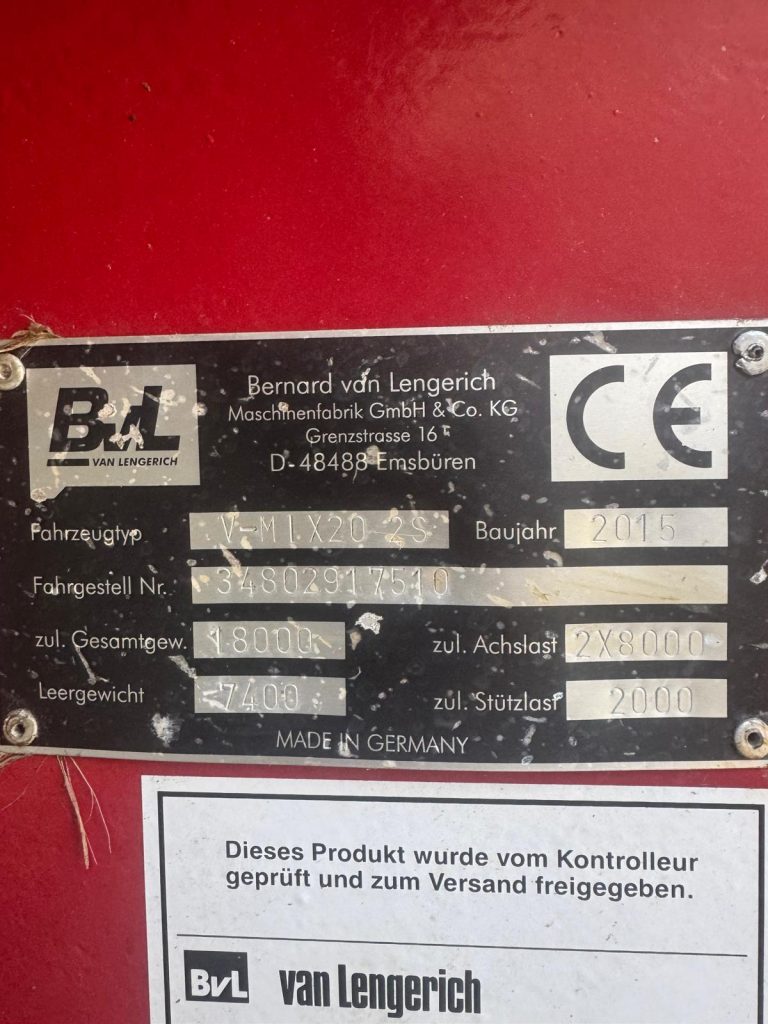 BvL
VAN LENGERICH
Bernard van Lengerich
Maschinenfabrik GmbH & Co. KG
Grenzstrasse 16
D-48488 Emsbüren
CE
Fahrzeugtyp V-MIX20-2S Baujahr 2015
Fahrgestell Nr. 34802917510
zul. Gesamtgew. 18000 zul. Achslast 2X8000
Leergewicht 7400 zul. Stützlast 2000
MADE IN GERMANY
Dieses Produkt wurde vom Kontrolleur
geprüft und zum Versand freigegeben.
BvL van Lengerich